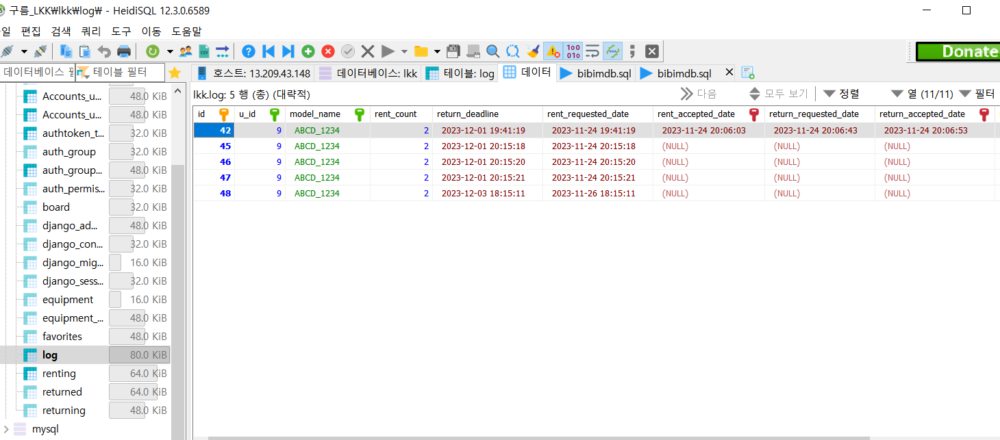 구름_LKK\lkk\log\ - HeidiSQL 12.3.0.6589
일 편집 검색 쿼리 도구 이동 도움말
Donate
데이터베이스 필 테이블 필터 호스트: 13.209.43.148 데이터베이스: lkk 테이블: log 데이터 bibimdb.sql bibimdb.sql
lkk.log: 5 행 (총) (대략적) 다음 모두 보기 정렬 열 (11/11) 필터
Accounts_u... 48.0 KiB
Accounts_u... 48.0 KiB
authtoken_t... 32.0 KiB
auth_group 32.0 KiB
auth_group... 48.0 KiB
auth_permis... 32.0 KiB
board 32.0 KiB
django_ad... 48.0 KiB
django_con... 32.0 KiB
django_mig... 16.0 KiB
django_sess... 32.0 KiB
equipment 16.0 KiB
equipment_... 48.0 KiB
favorites 48.0 KiB
log 80.0 KiB
renting 64.0 KiB
returned 64.0 KiB
returning 48.0 KiB
mysql
id u_id model_name rent_count return_deadline rent_requested_date rent_accepted_date return_requested_date return_accepted_date
42 9 ABCD_1234 2 2023-12-01 19:41:19 2023-11-24 19:41:19 2023-11-24 20:06:03 2023-11-24 20:06:43 2023-11-24 20:06:53
45 9 ABCD_1234 2 2023-12-01 20:15:18 2023-11-24 20:15:18 (NULL) (NULL) (NULL)
46 9 ABCD_1234 2 2023-12-01 20:15:20 2023-11-24 20:15:20 (NULL) (NULL) (NULL)
47 9 ABCD_1234 2 2023-12-01 20:15:21 2023-11-24 20:15:21 (NULL) (NULL) (NULL)
48 9 ABCD_1234 2 2023-12-03 18:15:11 2023-11-26 18:15:11 (NULL) (NULL) (NULL)